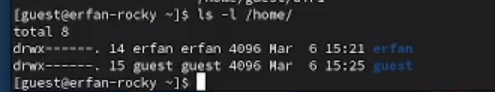 [guest@erfan-rocky ~]$ ls -l /home/
total 8
drwx------. 14 erfan erfan 4096 Mar  6 15:21 erfan
drwx------. 15 guest guest 4096 Mar  6 15:25 guest
[guest@erfan-rocky ~]$